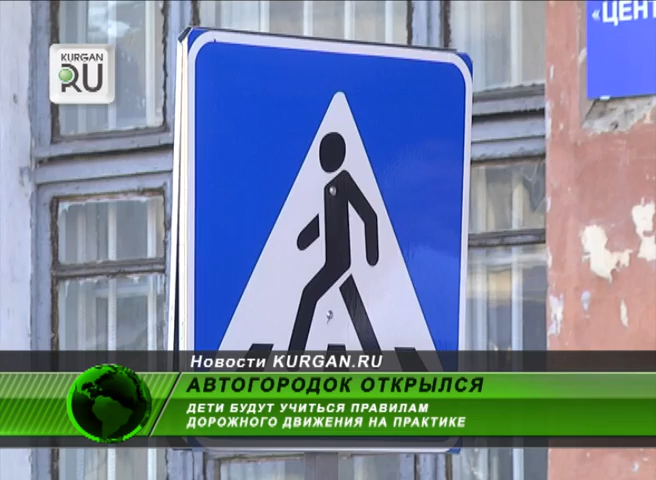 KURGAN
RU
«ЦЕНТ
Новости KURGAN.RU
АВТОГОРОДОК ОТКРЫЛСЯ
ДЕТИ БУДУТ УЧИТЬСЯ ПРАВИЛАМ
ДОРОЖНОГО ДВИЖЕНИЯ НА ПРАКТИКЕ